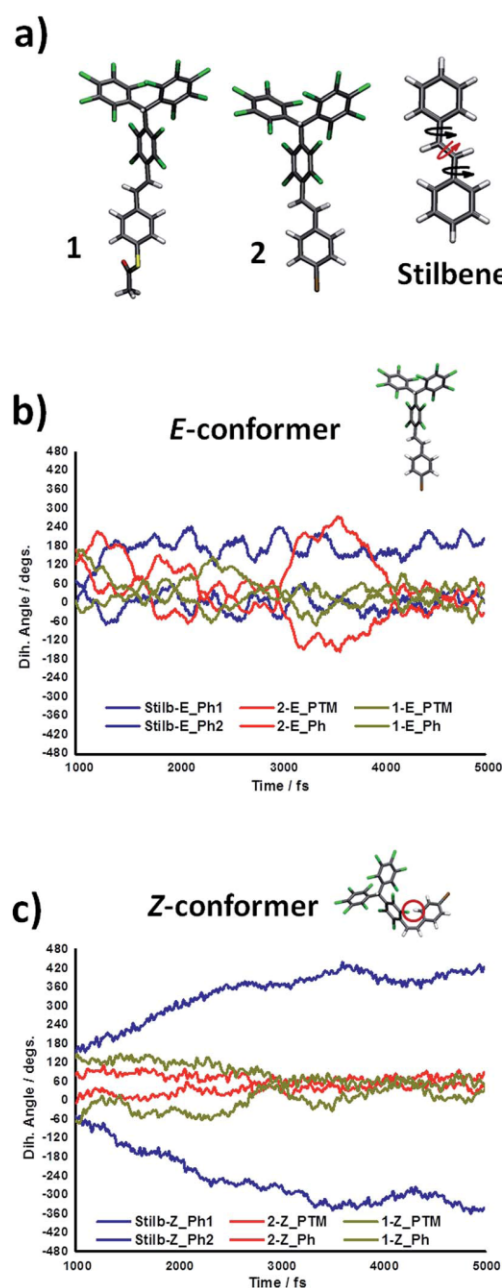 a)
1
2
Stilbene
b)
E-conformer
480
420
360
300
240
180
120
60
0
-60
-120
-180
-240
-300
-360
-420
-480
Dih. Angle / degs.
Stilb-E_Ph1 2-E_PTM 1-E_PTM
Stilb-E_Ph2 2-E_Ph 1-E_Ph
1000 2000 3000 4000 5000
Time / fs
c)
Z-conformer
480
420
360
300
240
180
120
60
0
-60
-120
-180
-240
-300
-360
-420
-480
Dih. Angle / degs.
Stilb-Z_Ph1 2-Z_PTM 1-Z_PTM
Stilb-Z_Ph2 2-Z_Ph 1-Z_Ph
1000 2000 3000 4000 5000
Time / fs